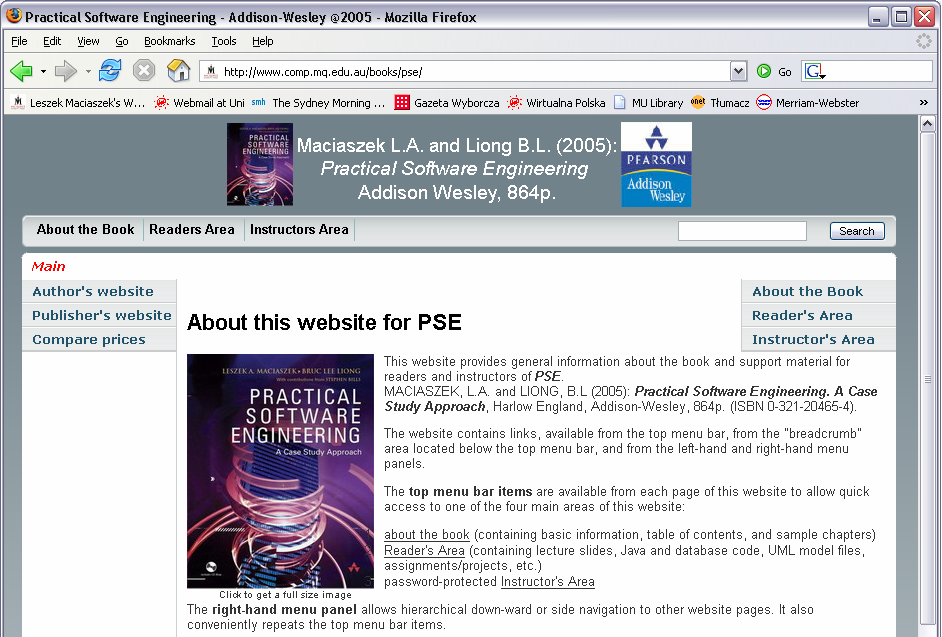 Practical Software Engineering - Addison-Wesley @2005 - Mozilla Firefox
File Edit View Go Bookmarks Tools Help
http://www.comp.mq.edu.au/books/pse/ Go G
Leszek Maciaszek's W... Webmail at Uni smh The Sydney Morning ... Gazeta Wyborcza Wirtualna Polska MU Library onet Tłumacz Merriam-Webster »
PRACTICAL
SOFTWARE
ENGINEERING
Maciaszek L.A. and Liong B.L. (2005):
Practical Software Engineering
Addison Wesley, 864p.
PEARSON
Addison
Wesley
About the Book Readers Area Instructors Area Search
Main
Author's website
Publisher's website
Compare prices
About the Book
Reader's Area
Instructor's Area
About this website for PSE
LESZEK A. MACIASZEK • BRUC LEE LIONG
With contributions from STEPHEN BILLS
PRACTICAL
SOFTWARE
ENGINEERING
A Case Study Approach
Click to get a full size image
This website provides general information about the book and support material for
readers and instructors of PSE.
MACIASZEK, L.A. and LIONG, B.L (2005): Practical Software Engineering. A Case
Study Approach, Harlow England, Addison-Wesley, 864p. (ISBN 0-321-20465-4).
The website contains links, available from the top menu bar, from the "breadcrumb"
area located below the top menu bar, and from the left-hand and right-hand menu
panels.
The top menu bar items are available from each page of this website to allow quick
access to one of the four main areas of this website:
about the book (containing basic information, table of contents, and sample chapters)
Reader's Area (containing lecture slides, Java and database code, UML model files,
assignments/projects, etc.)
password-protected Instructor's Area
The right-hand menu panel allows hierarchical down-ward or side navigation to other website pages. It also
conveniently repeats the top menu bar items.